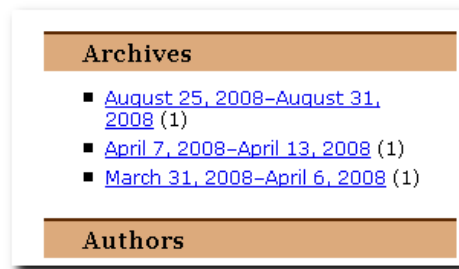 Archives
August 25, 2008–August 31,
2008 (1)
April 7, 2008–April 13, 2008 (1)
March 31, 2008–April 6, 2008 (1)
Authors